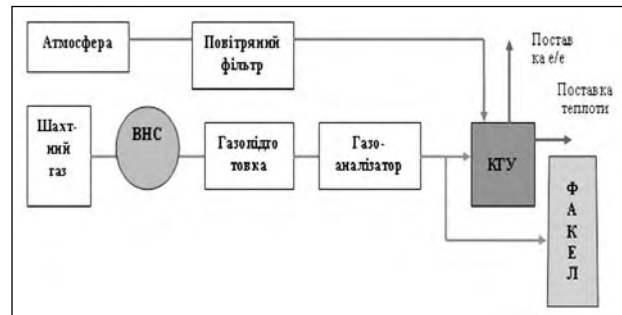 Атмосфера
Повітряний
фільтр
Постав
ка е/е
Поставка
теплоти
Шахт-
ний
газ
ВНС
Газопідго
товка
Газо-
аналізатор
КГУ
Ф
А
К
Е
Л